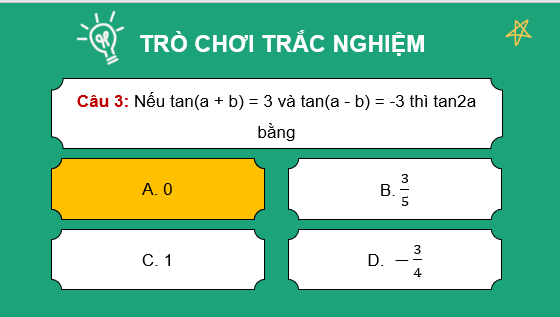 TRÒ CHƠI TRẮC NGHIỆM
Câu 3: Nếu tan(a + b) = 3 và tan(a - b) = -3 thì tan2a
bằng
A. 0
B. 3/5
C. 1
D. −3/4